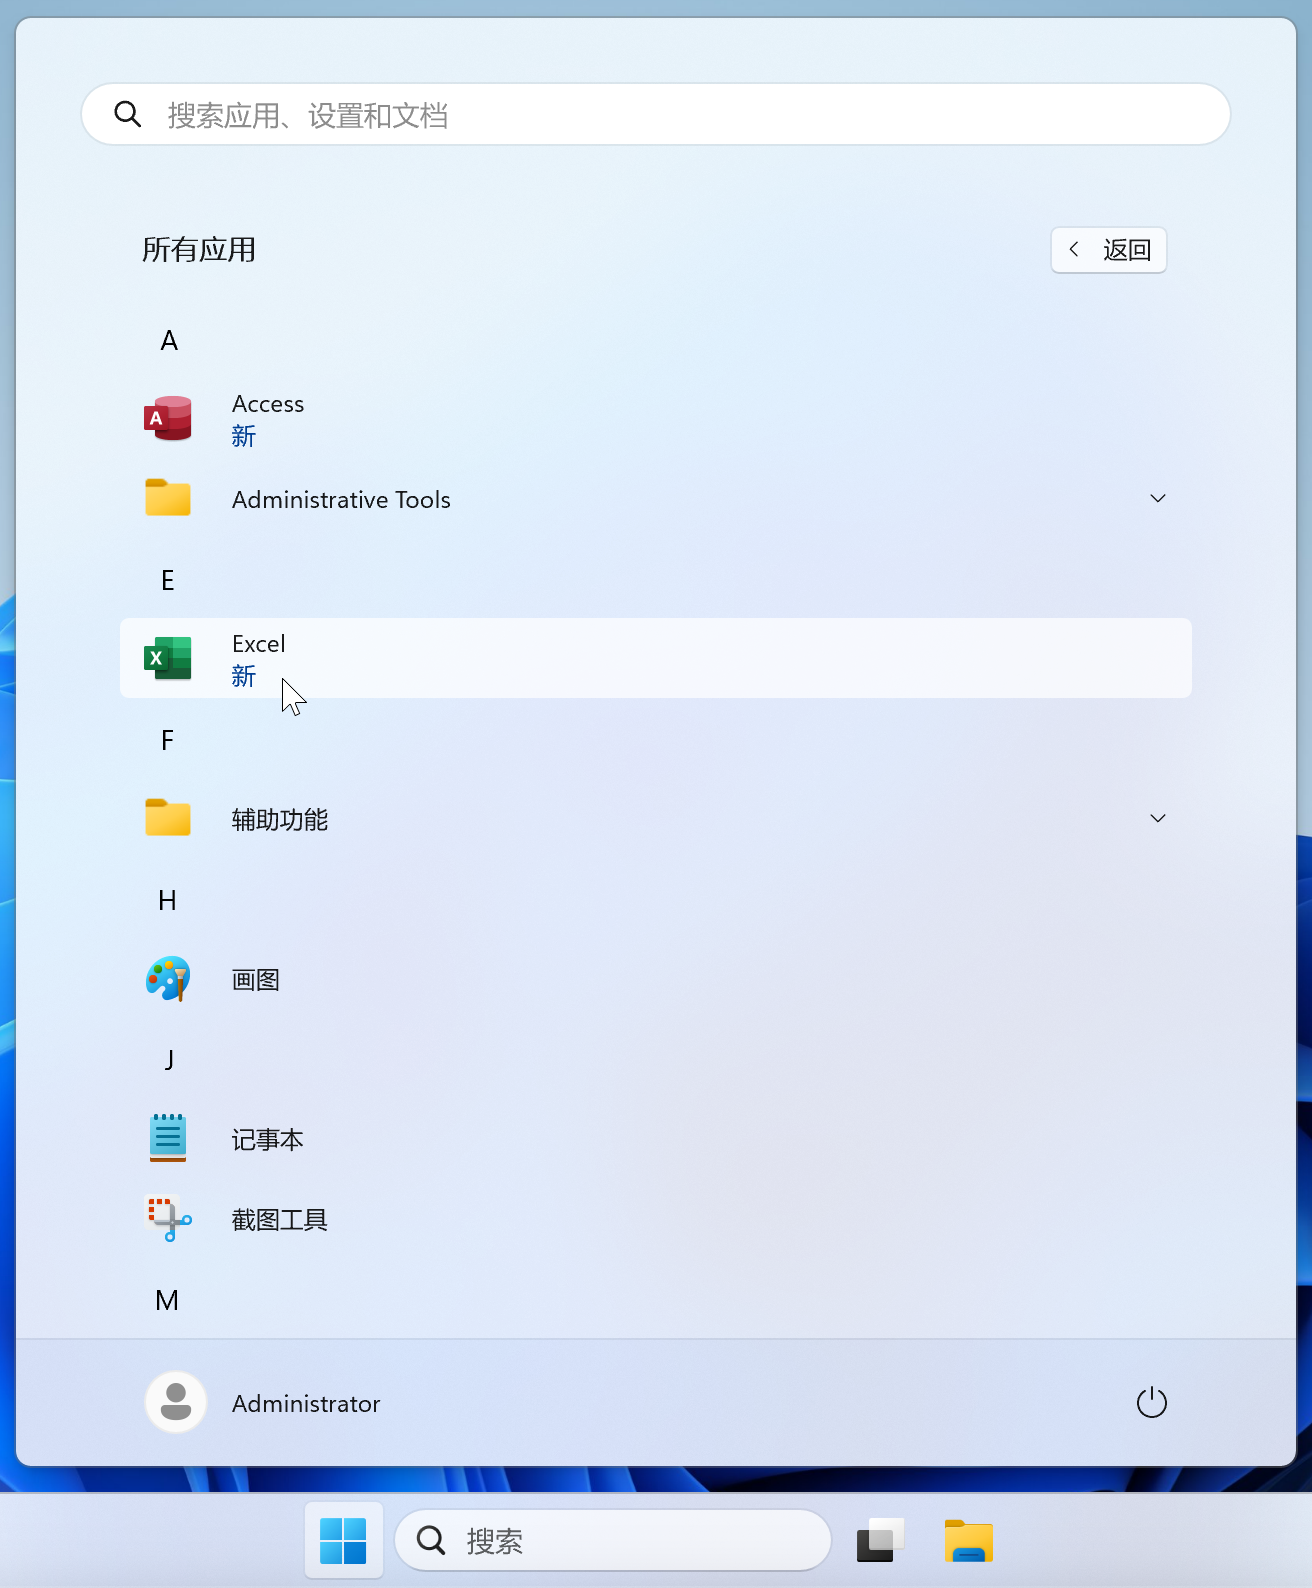 搜索应用、设置和文档
所有应用
返回
A
Access
新
Administrative Tools
E
Excel
新
F
辅助功能
H
画图
J
记事本
截图工具
M
Administrator
搜索